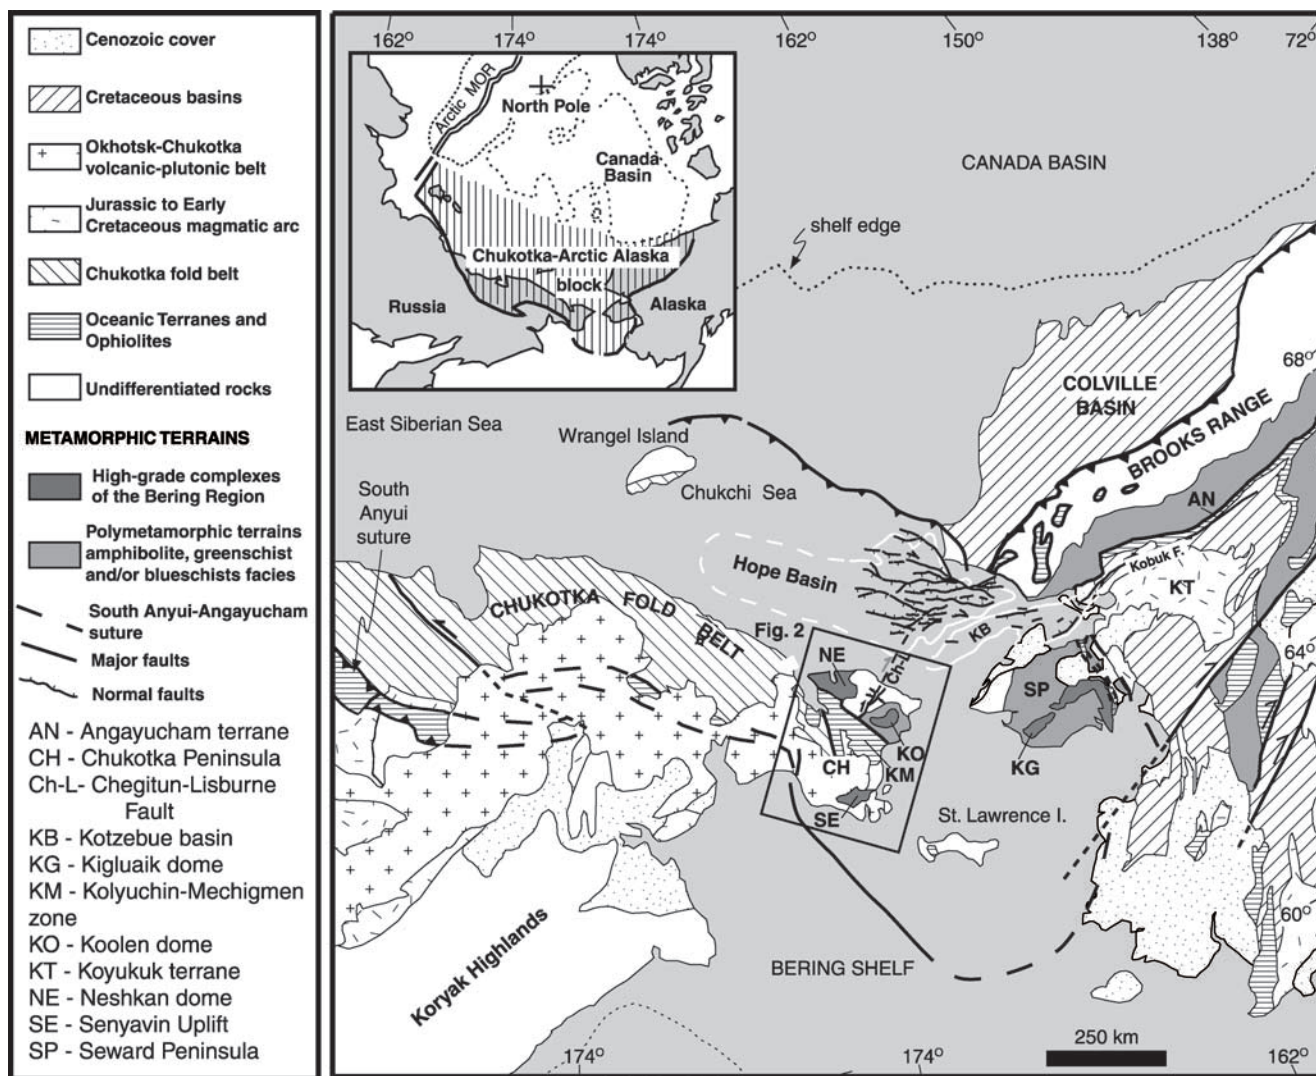 Cenozoic cover
Cretaceous basins
Okhotsk-Chukotka
volcanic-plutonic belt
Jurassic to Early
Cretaceous magmatic arc
Chukotka fold belt
Oceanic Terranes and
Ophiolites
Undifferentiated rocks
METAMORPHIC TERRAINS
High-grade complexes
of the Bering Region
Polymetamorphic terrains
amphibolite, greenschist
and/or blueschists facies
South Anyui-Angayucham
suture
Major faults
Normal faults
AN - Angayucham terrane
CH - Chukotka Peninsula
Ch-L- Chegitun-Lisburne
Fault
KB - Kotzebue basin
KG - Kigluaik dome
KM - Kolyuchin-Mechigmen
zone
KO - Koolen dome
KT - Koyukuk terrane
NE - Neshkan dome
SE - Senyavin Uplift
SP - Seward Peninsula
162° 174° 174° 162° 150° 138° 72°
Arctic MOR
North Pole
Canada
Basin
Chukotka-Arctic Alaska
block
Russia
Alaska
CANADA BASIN
shelf edge
68°
COLVILLE
BASIN
BROOKS RANGE
East Siberian Sea
Wrangel Island
Chukchi Sea
AN
South
Anyui
suture
Hope Basin
Kobuk F.
KT
CHUKOTKA FOLD BELT
Fig. 2
KB
64°
NE
Ch-L
SP
KO
CH
KM
KG
SE
St. Lawrence I.
60°
Koryak Highlands
BERING SHELF
250 km
174° 174° 162°